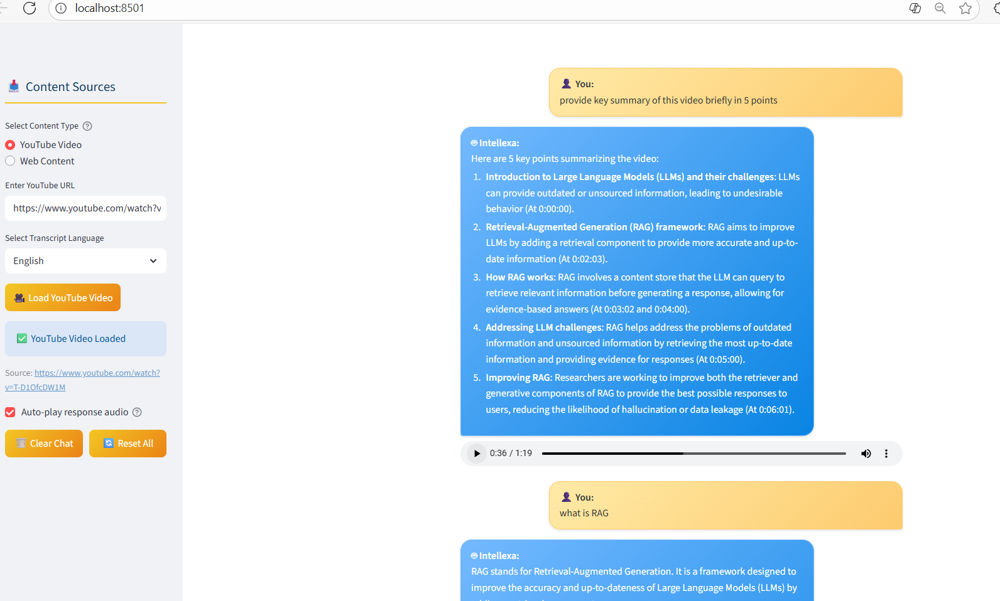 localhost:8501
Content Sources
Select Content Type
YouTube Video
Web Content
Enter YouTube URL
https://www.youtube.com/watch?v
Select Transcript Language
English
Load YouTube Video
YouTube Video Loaded
Source: https://www.youtube.com/watch?
v=T-D1OfcDW1M
Auto-play response audio
Clear Chat
Reset All
You:
provide key summary of this video briefly in 5 points
Intellexa:
Here are 5 key points summarizing the video:
1. Introduction to Large Language Models (LLMs) and their challenges: LLMs
can provide outdated or unsourced information, leading to undesirable
behavior (At 0:00:00).
2. Retrieval-Augmented Generation (RAG) framework: RAG aims to improve
LLMs by adding a retrieval component to provide more accurate and up-to-
date information (At 0:02:03).
3. How RAG works: RAG involves a content store that the LLM can query to
retrieve relevant information before generating a response, allowing for
evidence-based answers (At 0:03:02 and 0:04:00).
4. Addressing LLM challenges: RAG helps address the problems of outdated
information and unsourced information by retrieving the most up-to-date
information and providing evidence for responses (At 0:05:00).
5. Improving RAG: Researchers are working to improve both the retriever and
generative components of RAG to provide the best possible responses to
users, reducing the likelihood of hallucination or data leakage (At 0:06:01).
0:36 / 1:19
You:
what is RAG
Intellexa:
RAG stands for Retrieval-Augmented Generation. It is a framework designed to
improve the accuracy and up-to-dateness of Large Language Models (LLMs) by